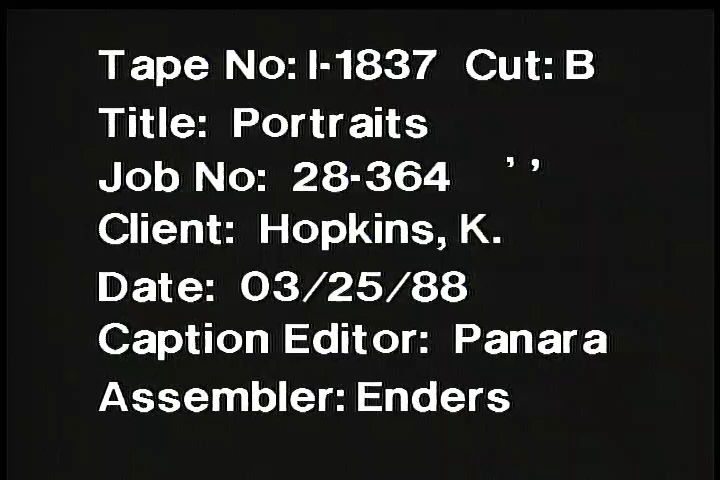 Tape No: I-1837 Cut: B
Title: Portraits
Job No: 28-364 ’ ’
Client: Hopkins, K.
Date: 03/25/88
Caption Editor: Panara
Assembler: Enders